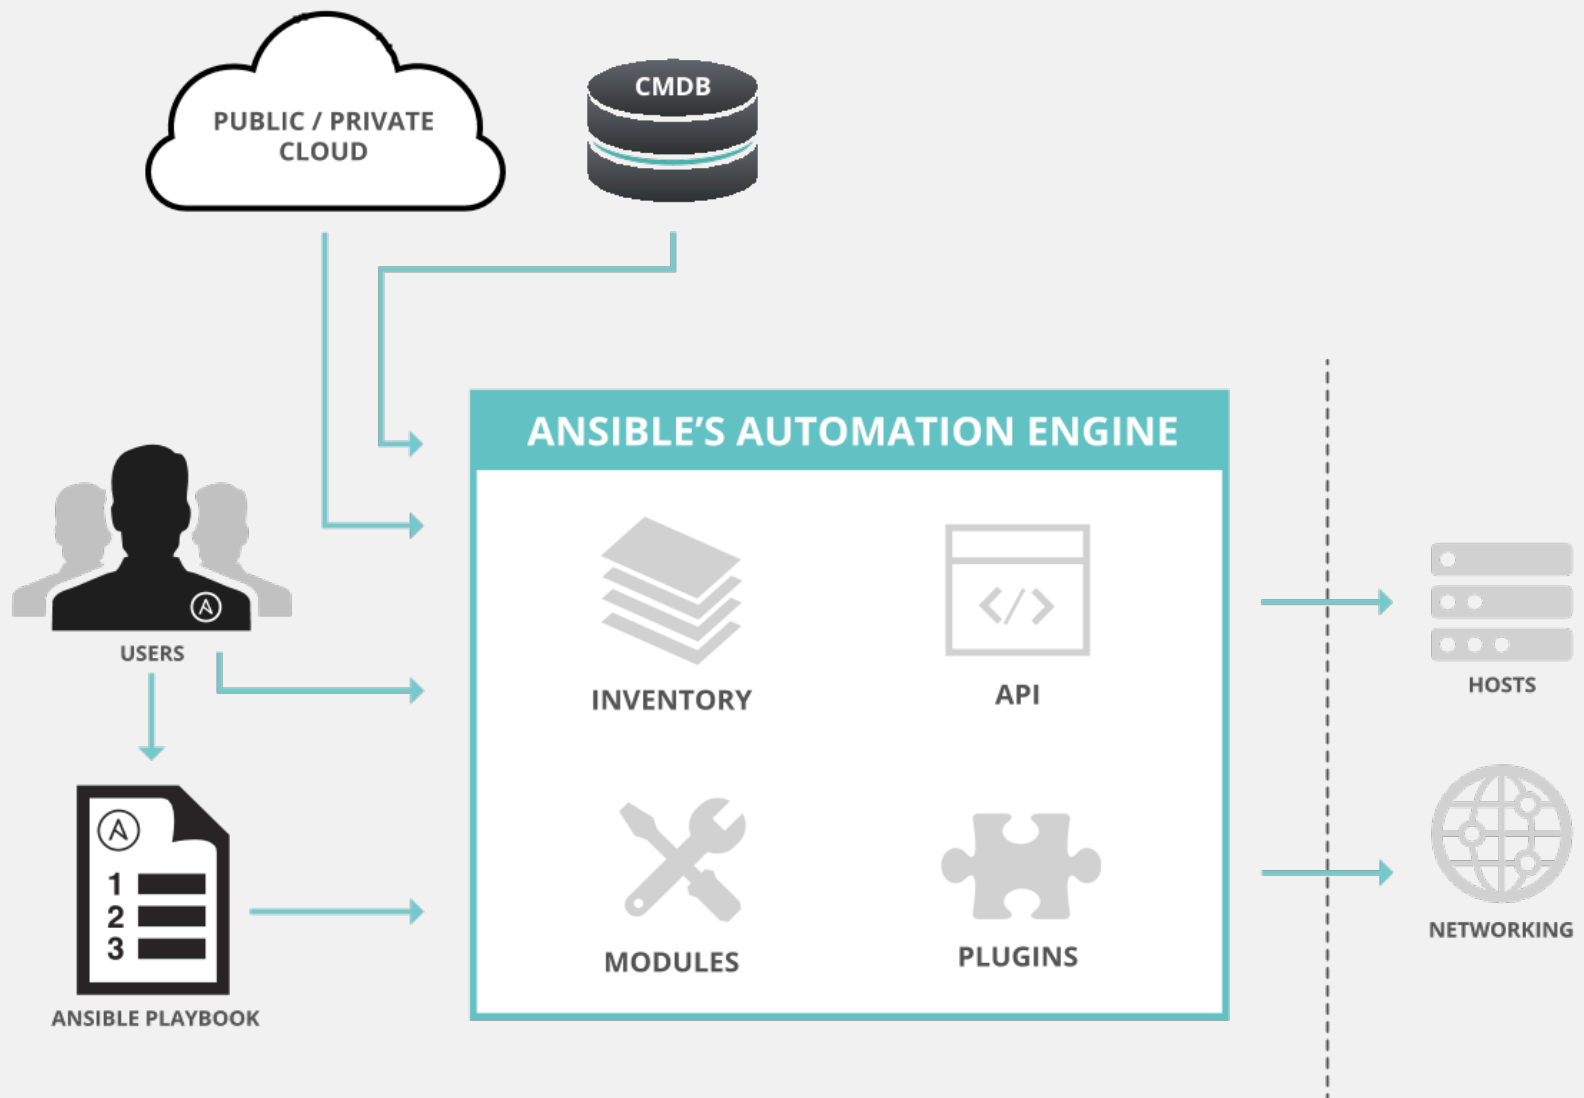 PUBLIC / PRIVATE
CLOUD
CMDB
ANSIBLE'S AUTOMATION ENGINE
USERS
INVENTORY
API
HOSTS
1
2
3
MODULES
PLUGINS
NETWORKING
ANSIBLE PLAYBOOK